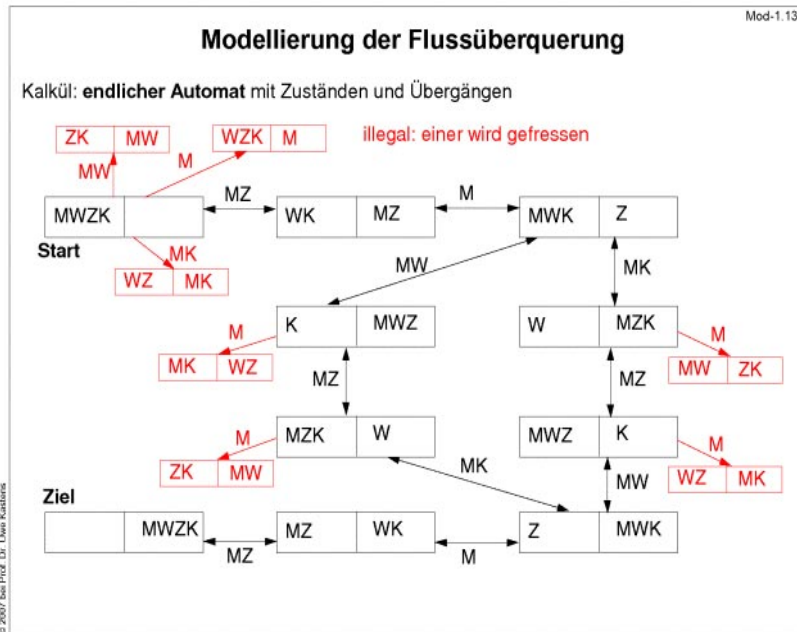 Mod-1.13
Modellierung der Flussüberquerung
Kalkül: endlicher Automat mit Zuständen und Übergängen
ZK MW
WZK M
illegal: einer wird gefressen
MW
M
MWZK
MZ
WK MZ
M
MWK Z
Start
MK
WZ MK
MW
MK
K MWZ
W MZK
M
MK WZ
M
MW ZK
MZ
MZ
MZK W
MWZ K
M
ZK MW
M
WZ MK
MK
MW
Ziel
MWZK
MZ
MZ WK
M
Z MWK
© 2007 bei Prof. Dr. Uwe Kastens